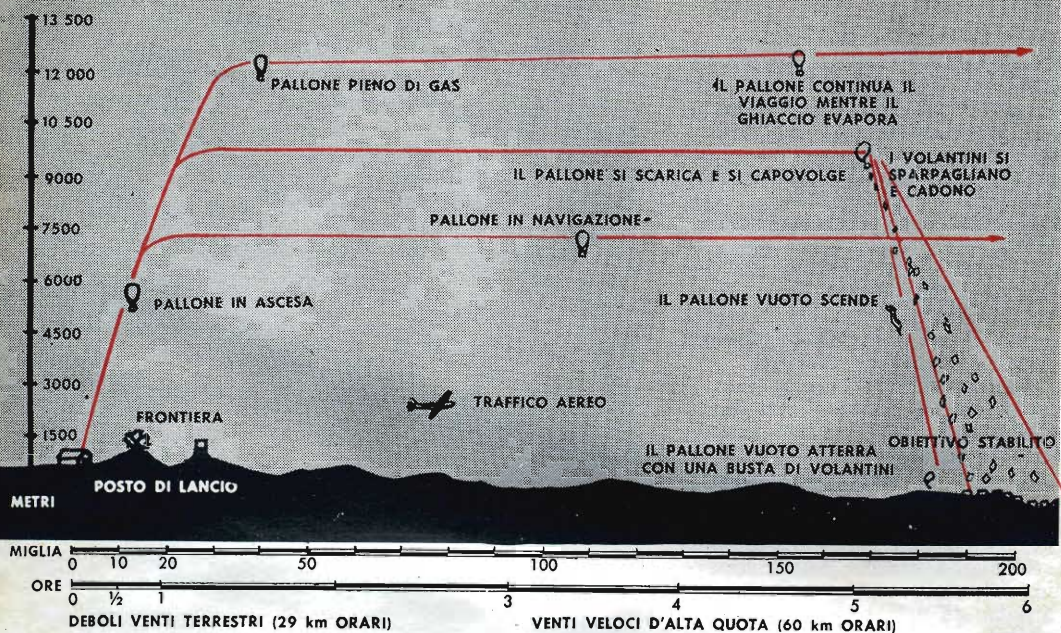 13 500
12 000
10 500
9000
7500
6000
4500
3000
1500
METRI
PALLONE PIENO DI GAS
IL PALLONE CONTINUA IL
VIAGGIO MENTRE IL
GHIACCIO EVAPORA
IL PALLONE SI SCARICA E SI CAPOVOLGE
I VOLANTINI SI
SPARPAGLIANO
E CADONO
PALLONE IN NAVIGAZIONE
PALLONE IN ASCESA
IL PALLONE VUOTO SCENDE
TRAFFICO AEREO
FRONTIERA
OBIETTIVO STABILITO
IL PALLONE VUOTO ATTERRA
CON UNA BUSTA DI VOLANTINI
POSTO DI LANCIO
MIGLIA
0 10 20 50 100 150 200
ORE
0 ½ 1 3 4 5 6
DEBOLI VENTI TERRESTRI (29 km ORARI)
VENTI VELOCI D'ALTA QUOTA (60 km ORARI)